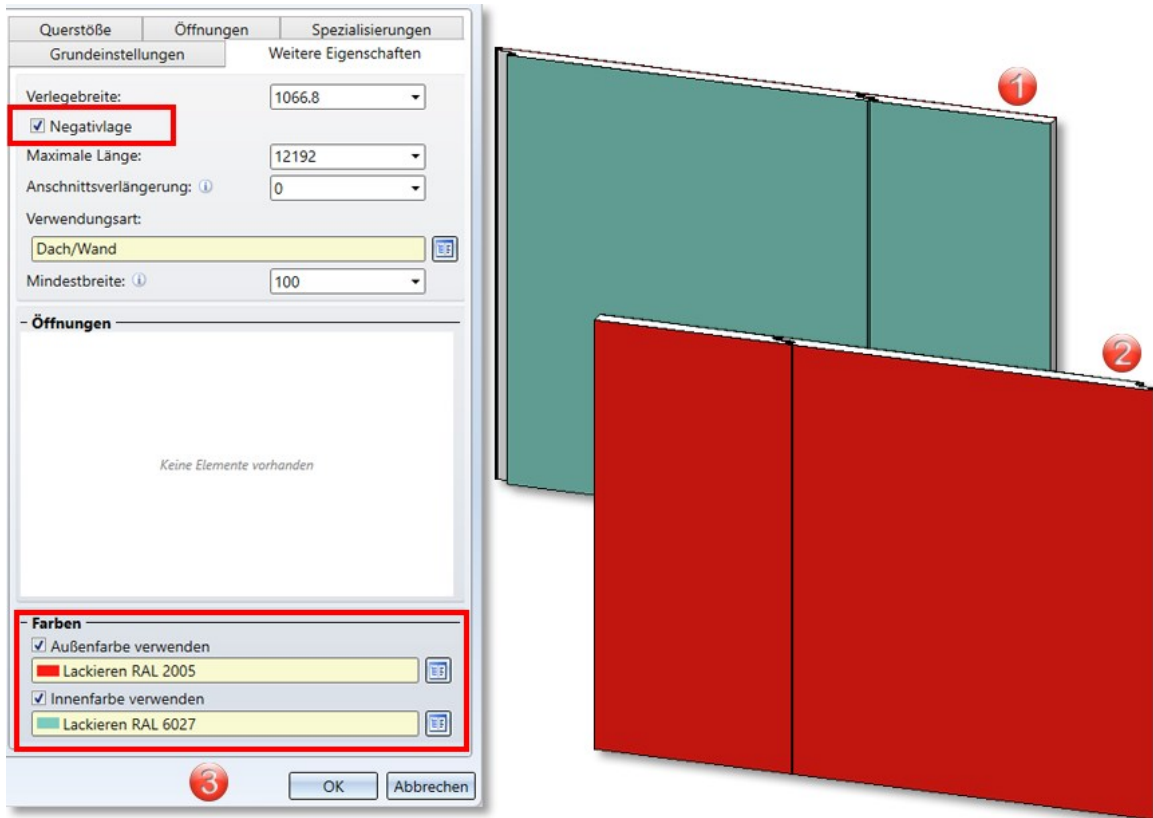 Querstöße Öffnungen Spezialisierungen
Grundeinstellungen Weitere Eigenschaften
Verlegebreite: 1066.8
Negativlage
Maximale Länge: 12192
Anschnittsverlängerung: 0
Verwendungsart:
Dach/Wand
Mindestbreite: 100
Öffnungen
Keine Elemente vorhanden
Farben
Außenfarbe verwenden
Lackieren RAL 2005
Innenfarbe verwenden
Lackieren RAL 6027
3 OK Abbrechen
1
2